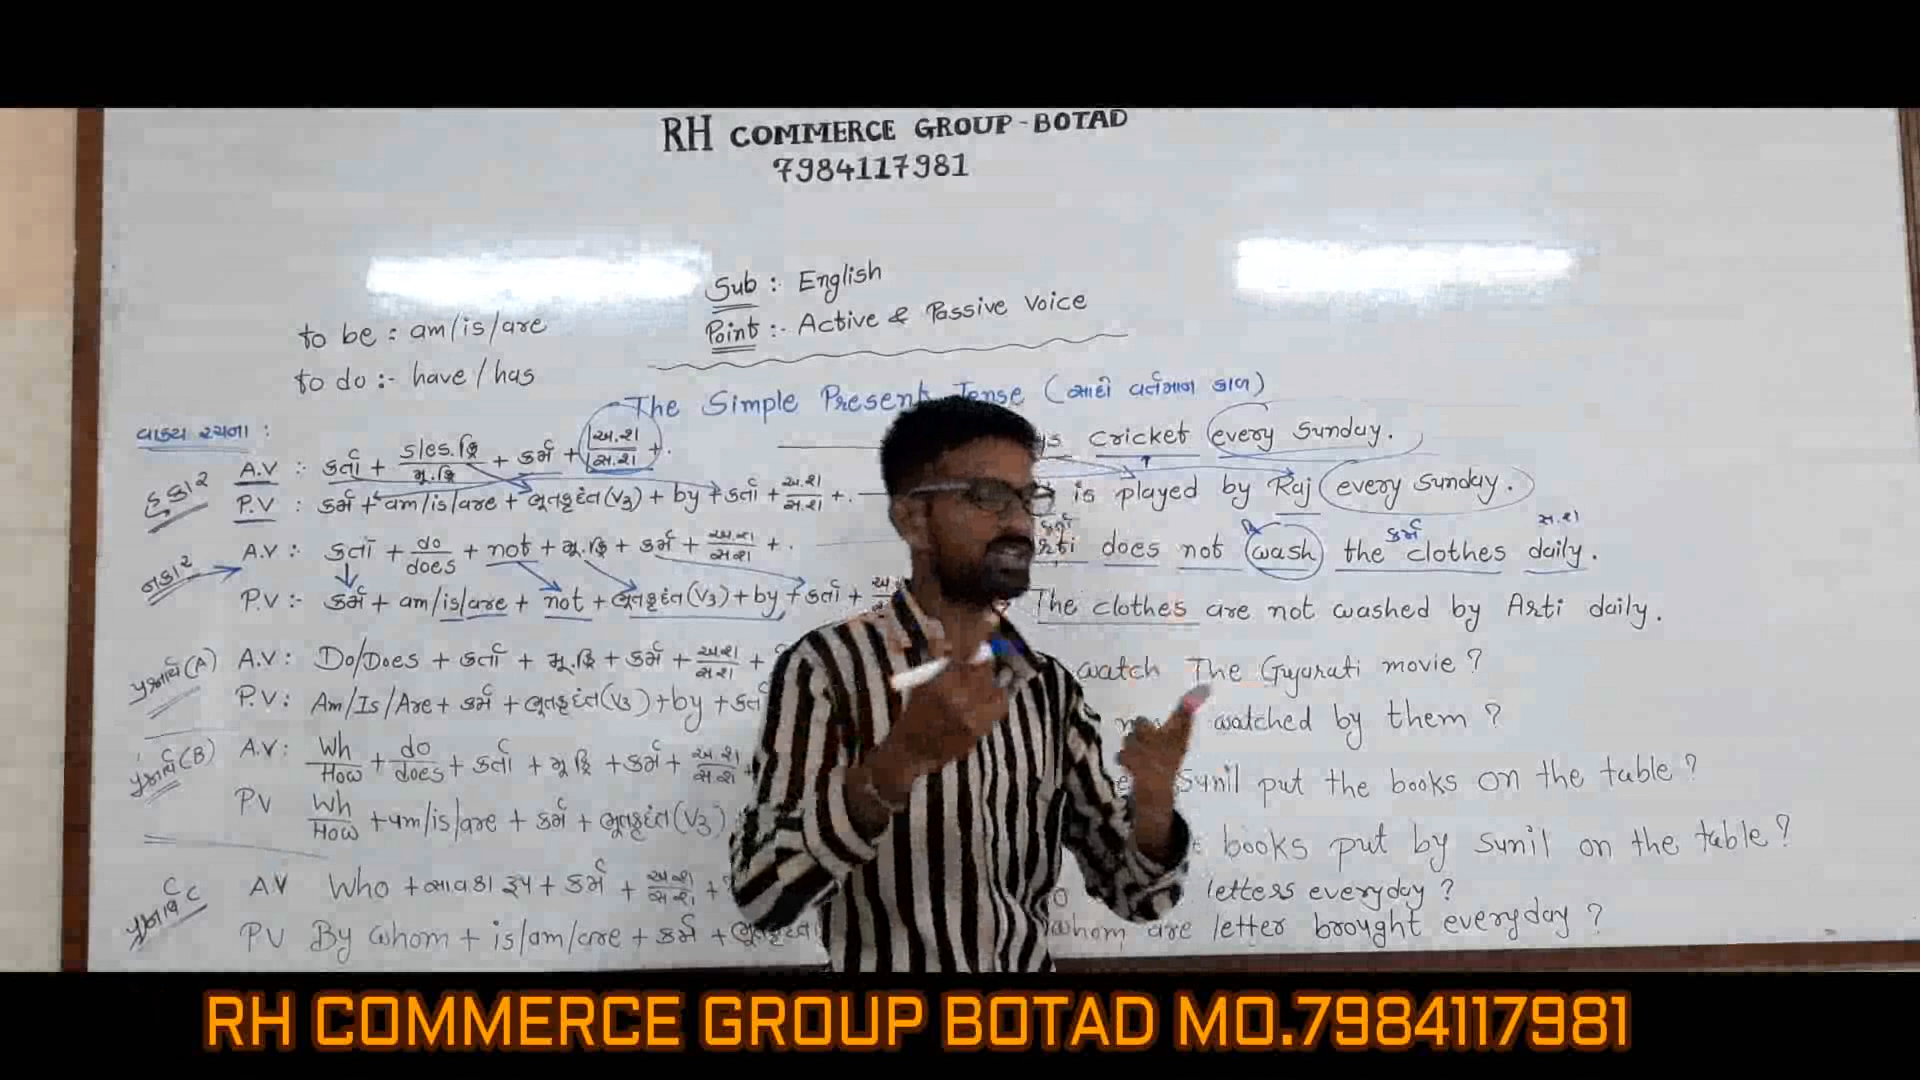 RH COMMERCE GROUP - BOTAD
7984117981
Sub : English
Point :- Active & Passive Voice
to be : am/is/are
to do :- have/has
The Simple Present Tense (સાદો વર્તમાન કાળ)
વાક્ય રચના :
હકાર
A.V :- કર્તા + s/es.ક્રિ / મૂ.ક્રિ + કર્મ + અ.શ / સ.શ + .
cricket every Sunday.
P.V : કર્મ + am/is/are + ભૂતકૃદંત(V3) + by + કર્તા + અ.શ / સ.શ + .
is played by Raj every Sunday.
નકાર
A.V :- કર્તા + do / does + not + મૂ.ક્રિ + કર્મ + અ.શ / સ.શ + .
કર્મ સ.શ
does not wash the clothes daily.
P.V :- કર્મ + am/is/are + not + ભૂતકૃદંત(V3) + by + કર્તા +
The clothes are not washed by Arti daily.
પ્રશ્નાર્થ(A) A.V : Do/Does + કર્તા + મૂ.ક્રિ + કર્મ + અ.શ / સ.શ +
watch The Gujarati movie?
P.V : Am/Is/Are + કર્મ + ભૂતકૃદંત(V3) + by +
watched by them?
પ્રશ્નાર્થ(B) A.V : Wh / How + do / does + કર્તા + મૂ.ક્રિ + કર્મ + અ.શ / સ.શ
Sunil put the books on the table?
PV Wh / How + am/is/are + કર્મ + ભૂતકૃદંત(V3)
books put by Sunil on the table?
પ્રશ્નાર્થ C AV Who + સાવકા રૂપ + કર્મ + અ.શ / સ.શ + ?
letters everyday?
PV By whom + is/am/are + કર્મ +
whom are letter brought everyday?
RH COMMERCE GROUP BOTAD MO.7984117981